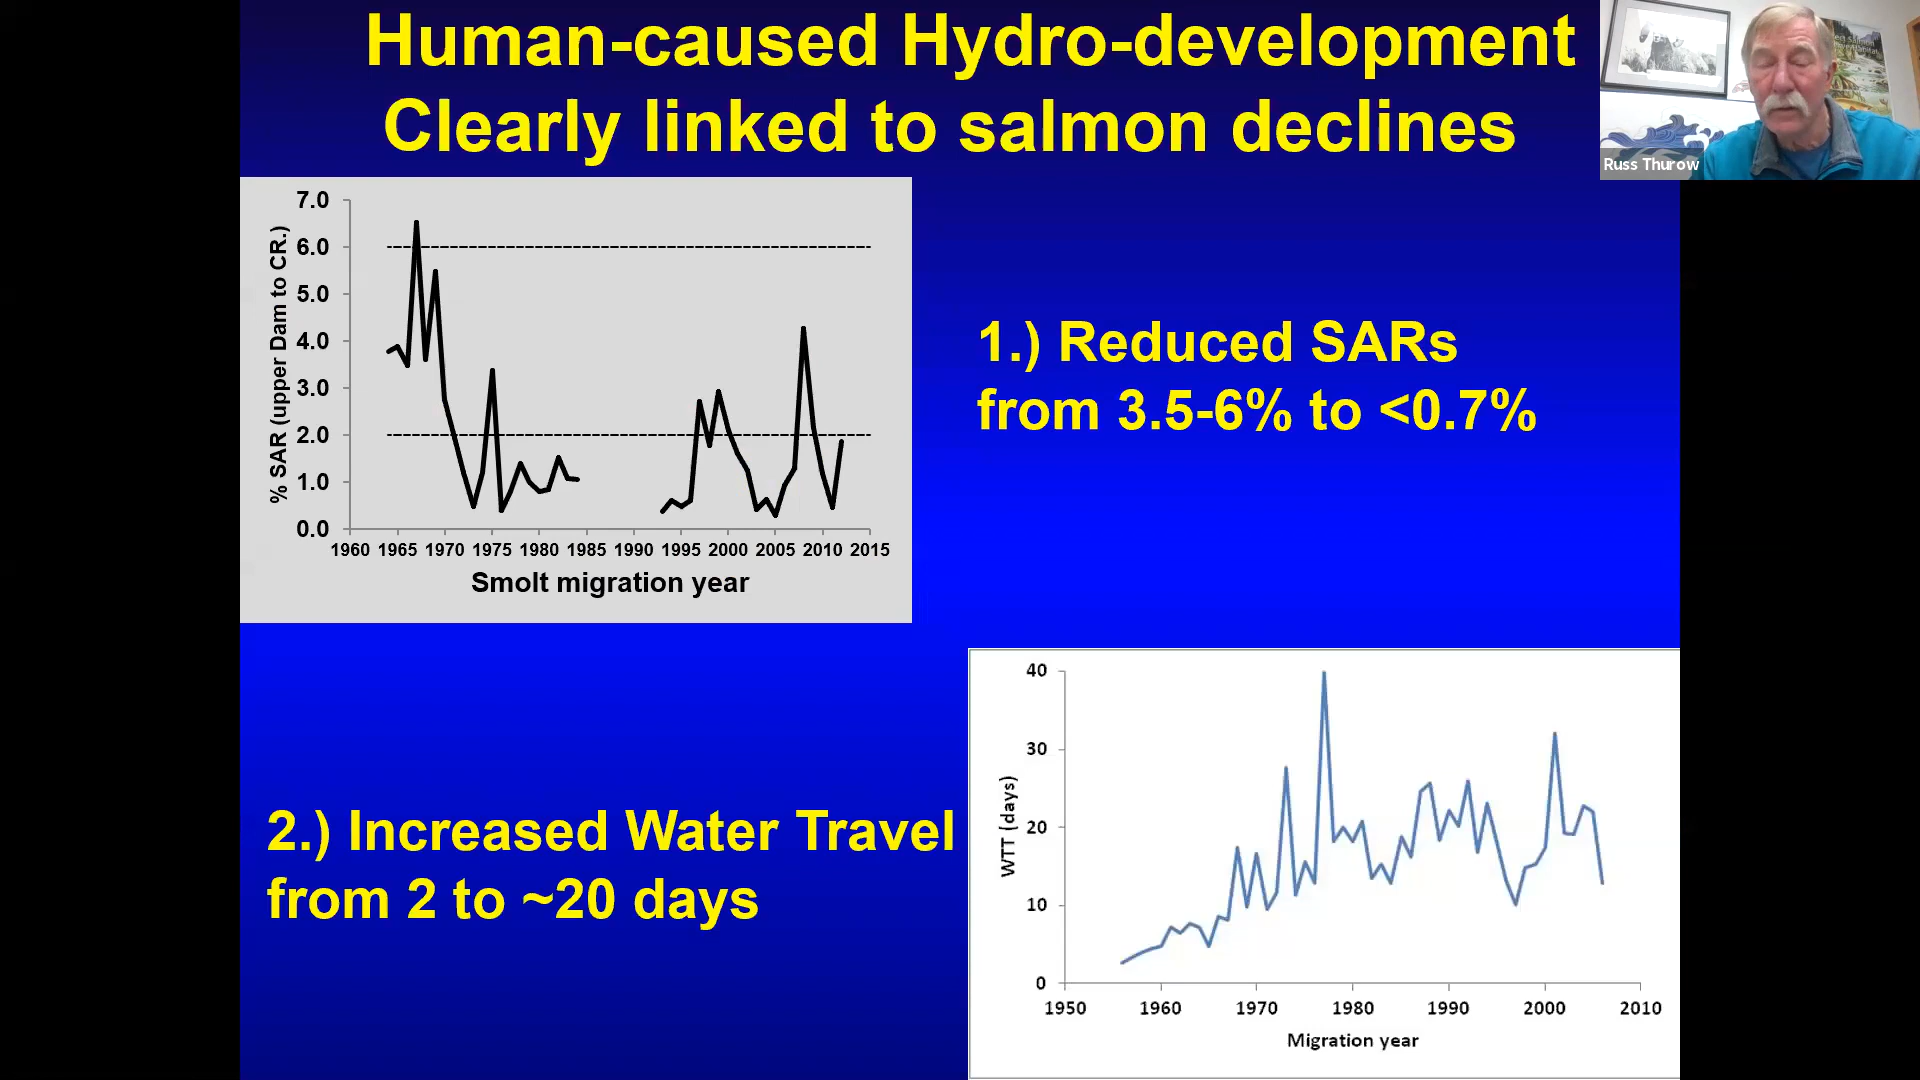 Human-caused Hydro-development
Clearly linked to salmon declines
Russ Thurow
% SAR (upper Dam to CR.)
7.0
6.0
5.0
4.0
3.0
2.0
1.0
0.0
1960 1965 1970 1975 1980 1985 1990 1995 2000 2005 2010 2015
Smolt migration year
1.) Reduced SARs
from 3.5-6% to <0.7%
2.) Increased Water Travel
from 2 to ~20 days
WTT (days)
40
30
20
10
0
1950 1960 1970 1980 1990 2000 2010
Migration year